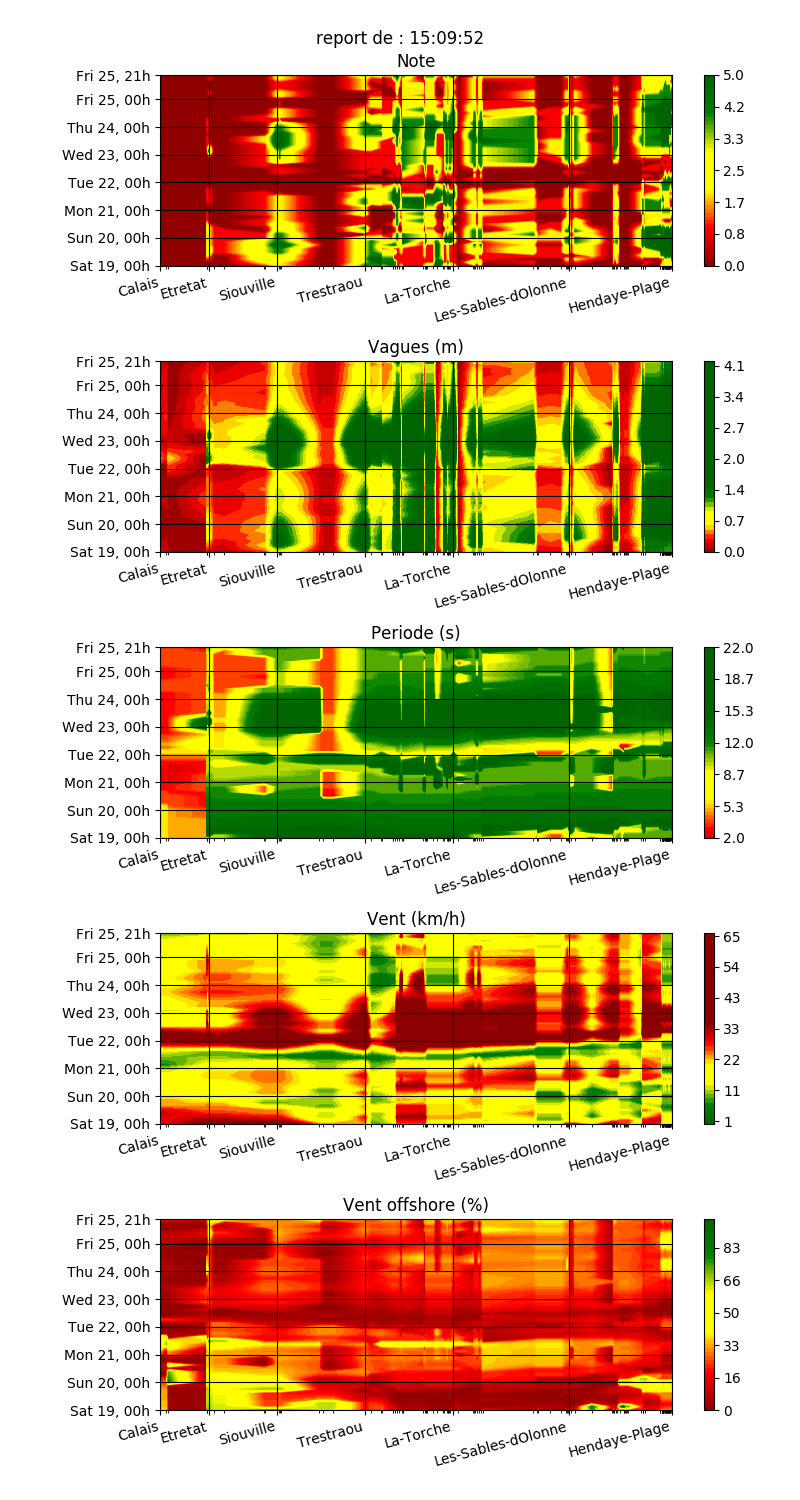 report de : 15:09:52
Note
Fri 25, 21h
Fri 25, 00h
Thu 24, 00h
Wed 23, 00h
Tue 22, 00h
Mon 21, 00h
Sun 20, 00h
Sat 19, 00h
Calais
Etretat
Siouville
Trestraou
La-Torche
Les-Sables-dOlonne
Hendaye-Plage
5.0
4.2
3.3
2.5
1.7
0.8
0.0
Vagues (m)
Fri 25, 21h
Fri 25, 00h
Thu 24, 00h
Wed 23, 00h
Tue 22, 00h
Mon 21, 00h
Sun 20, 00h
Sat 19, 00h
Calais
Etretat
Siouville
Trestraou
La-Torche
Les-Sables-dOlonne
Hendaye-Plage
4.1
3.4
2.7
2.0
1.4
0.7
0.0
Periode (s)
Fri 25, 21h
Fri 25, 00h
Thu 24, 00h
Wed 23, 00h
Tue 22, 00h
Mon 21, 00h
Sun 20, 00h
Sat 19, 00h
Calais
Etretat
Siouville
Trestraou
La-Torche
Les-Sables-dOlonne
Hendaye-Plage
22.0
18.7
15.3
12.0
8.7
5.3
2.0
Vent (km/h)
Fri 25, 21h
Fri 25, 00h
Thu 24, 00h
Wed 23, 00h
Tue 22, 00h
Mon 21, 00h
Sun 20, 00h
Sat 19, 00h
Calais
Etretat
Siouville
Trestraou
La-Torche
Les-Sables-dOlonne
Hendaye-Plage
65
54
43
33
22
11
1
Vent offshore (%)
Fri 25, 21h
Fri 25, 00h
Thu 24, 00h
Wed 23, 00h
Tue 22, 00h
Mon 21, 00h
Sun 20, 00h
Sat 19, 00h
Calais
Etretat
Siouville
Trestraou
La-Torche
Les-Sables-dOlonne
Hendaye-Plage
83
66
50
33
16
0